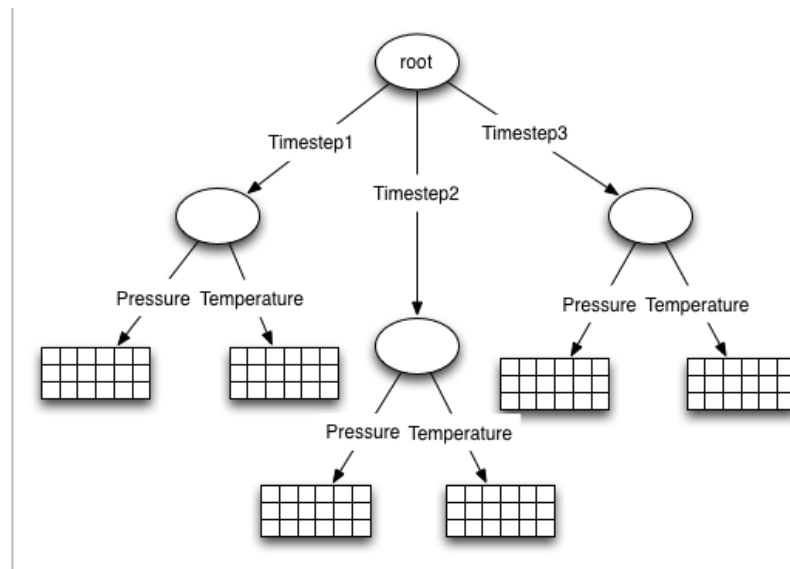 root
Timestep1
Timestep2
Timestep3
Pressure Temperature
Pressure Temperature
Pressure Temperature